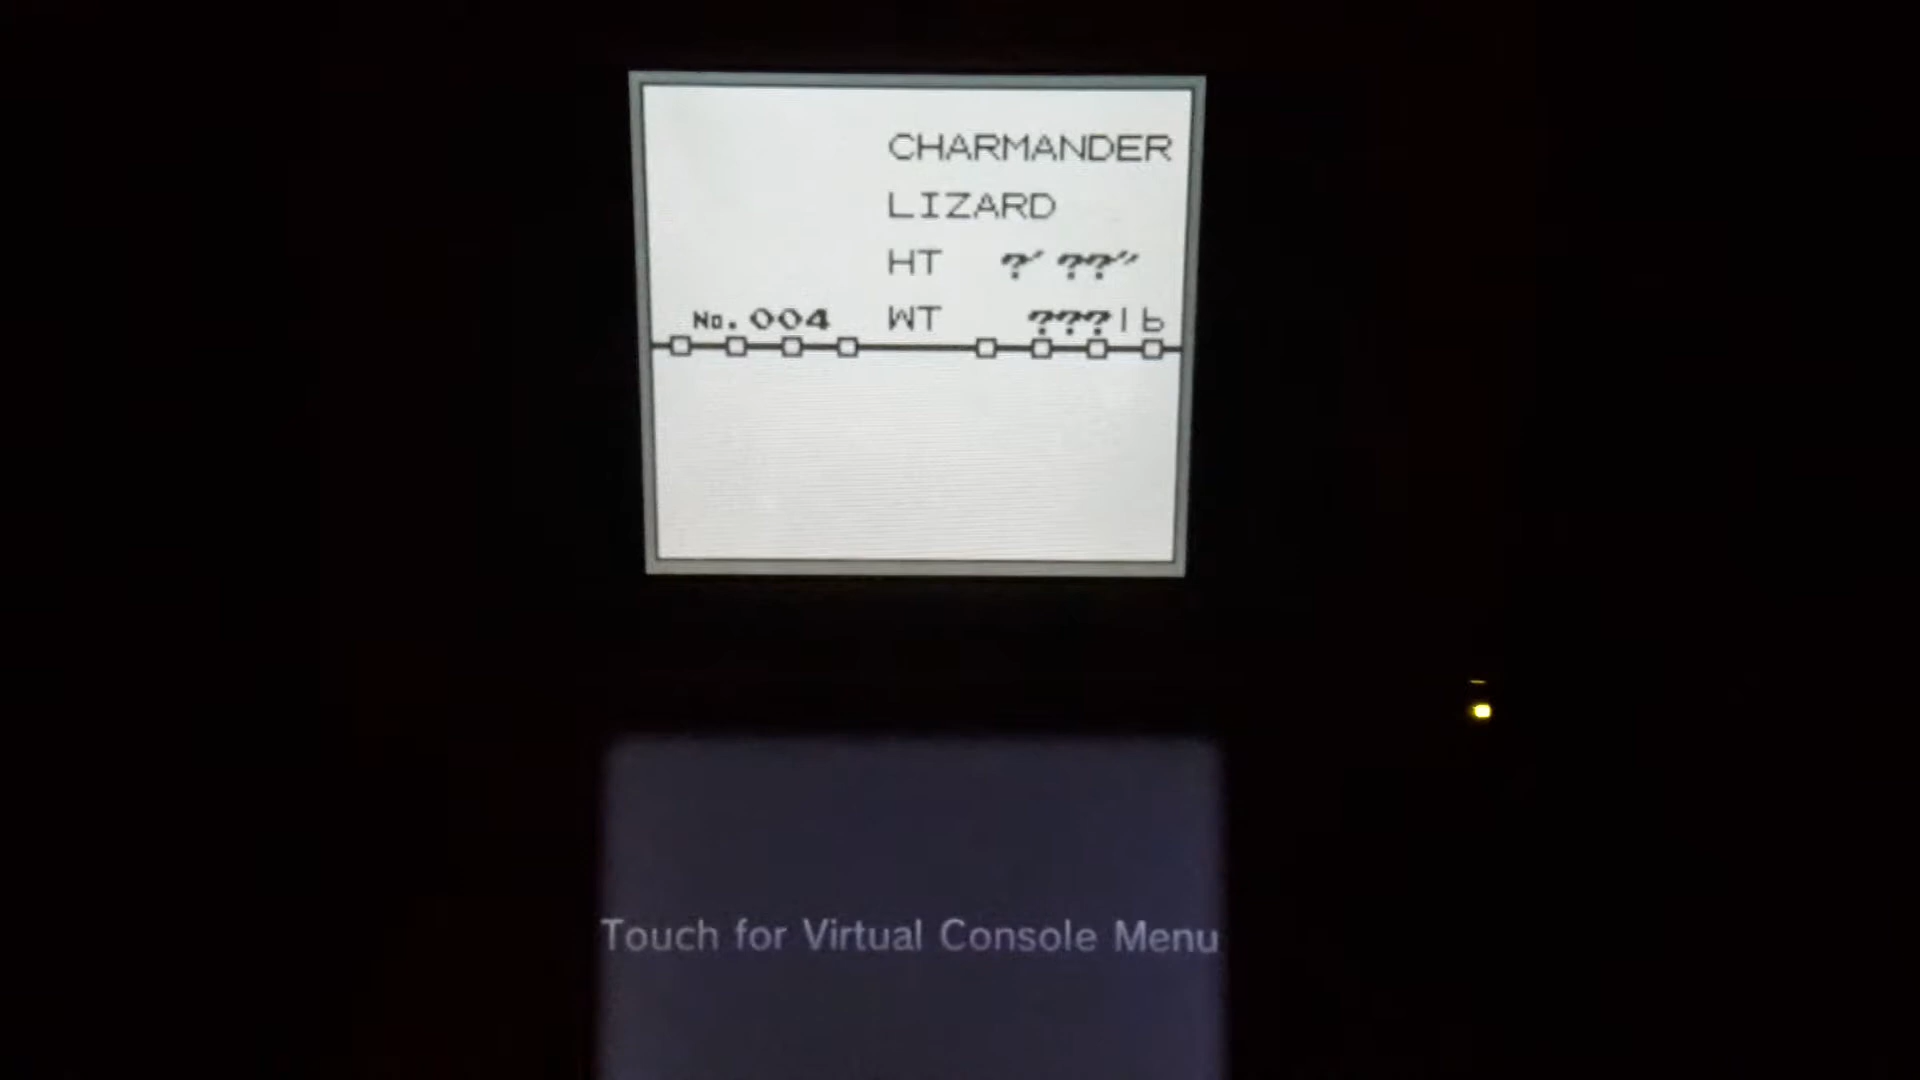 CHARMANDER
LIZARD
HT ?′ ??″
No.004 WT ???lb
Touch for Virtual Console Menu